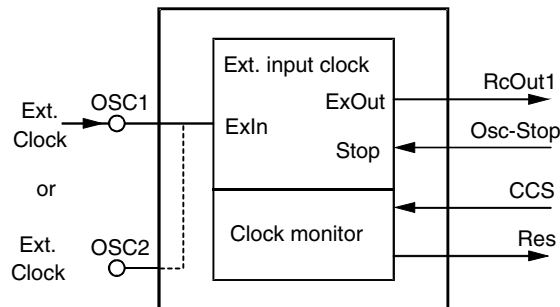 Ext. input clock
RcOut1
OSC1
ExOut
Ext.
Clock
ExIn
Osc-Stop
Stop
or
CCS
Clock monitor
Res
Ext.
Clock
OSC2